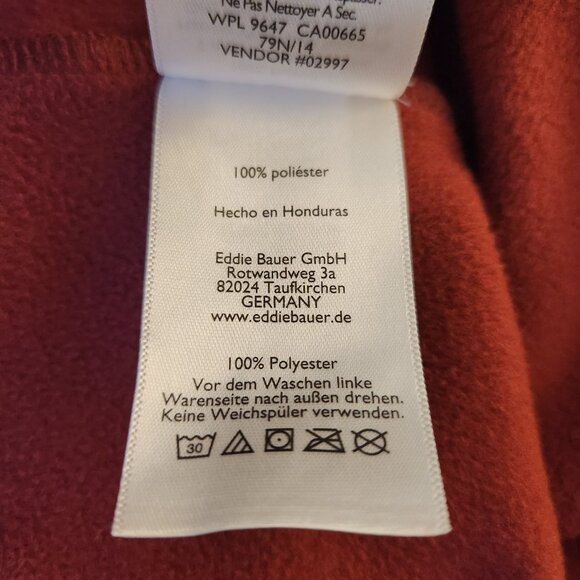 Ne Pas Nettoyer A Sec.
WPL 9647 CA00665
79N/14
VENDOR #02997
100% poliéster
Hecho en Honduras
Eddie Bauer GmbH
Rotwandweg 3a
82024 Taufkirchen
GERMANY
www.eddiebauer.de
100% Polyester
Vor dem Waschen linke
Warenseite nach außen drehen.
Keine Weichspüler verwenden.
30